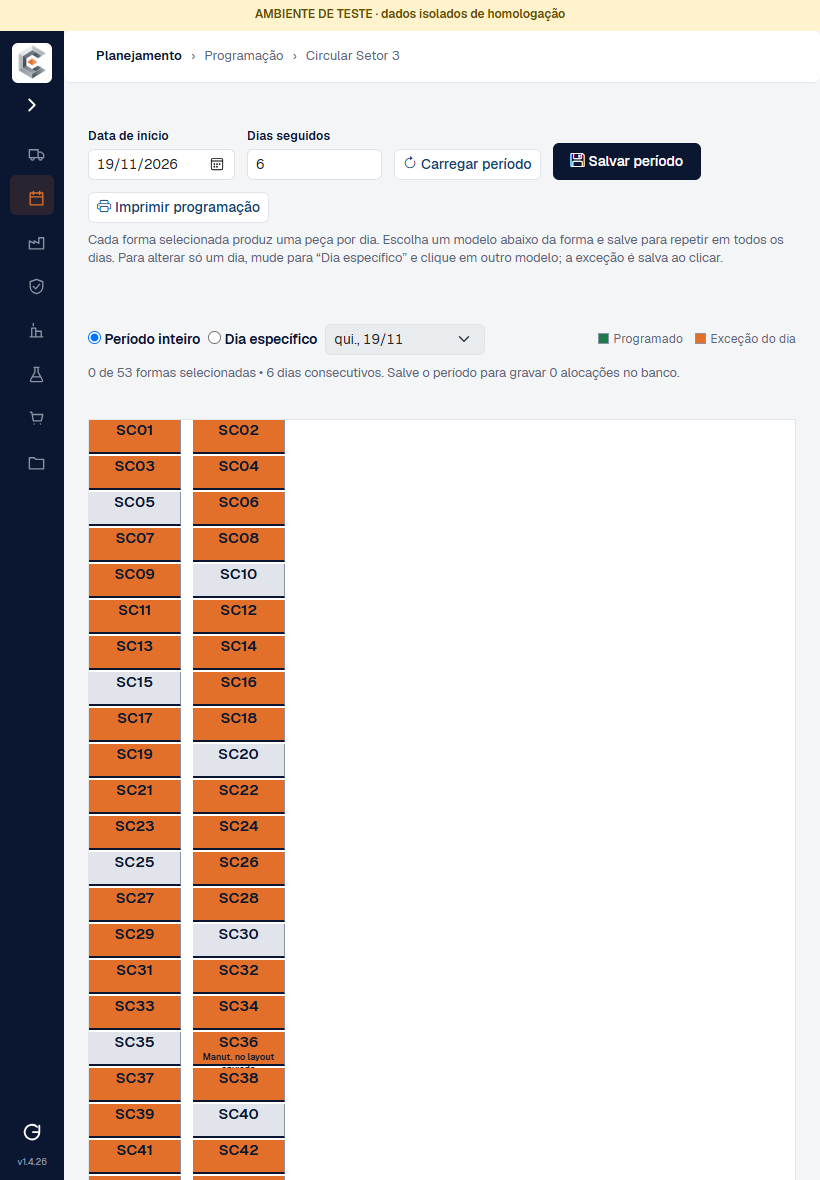 AMBIENTE DE TESTE · dados isolados de homologação
Planejamento › Programação › Circular Setor 3
Data de início Dias seguidos
19/11/2026 6 Carregar período Salvar período
Imprimir programação
Cada forma selecionada produz uma peça por dia. Escolha um modelo abaixo da forma e salve para repetir em todos os
dias. Para alterar só um dia, mude para “Dia específico” e clique em outro modelo; a exceção é salva ao clicar.
Período inteiro Dia específico qui., 19/11 Programado Exceção do dia
0 de 53 formas selecionadas • 6 dias consecutivos. Salve o período para gravar 0 alocações no banco.
SC01 SC02
SC03 SC04
SC05 SC06
SC07 SC08
SC09 SC10
SC11 SC12
SC13 SC14
SC15 SC16
SC17 SC18
SC19 SC20
SC21 SC22
SC23 SC24
SC25 SC26
SC27 SC28
SC29 SC30
SC31 SC32
SC33 SC34
SC35 SC36
Manut. no layout
SC37 SC38
SC39 SC40
SC41 SC42
v1.4.26